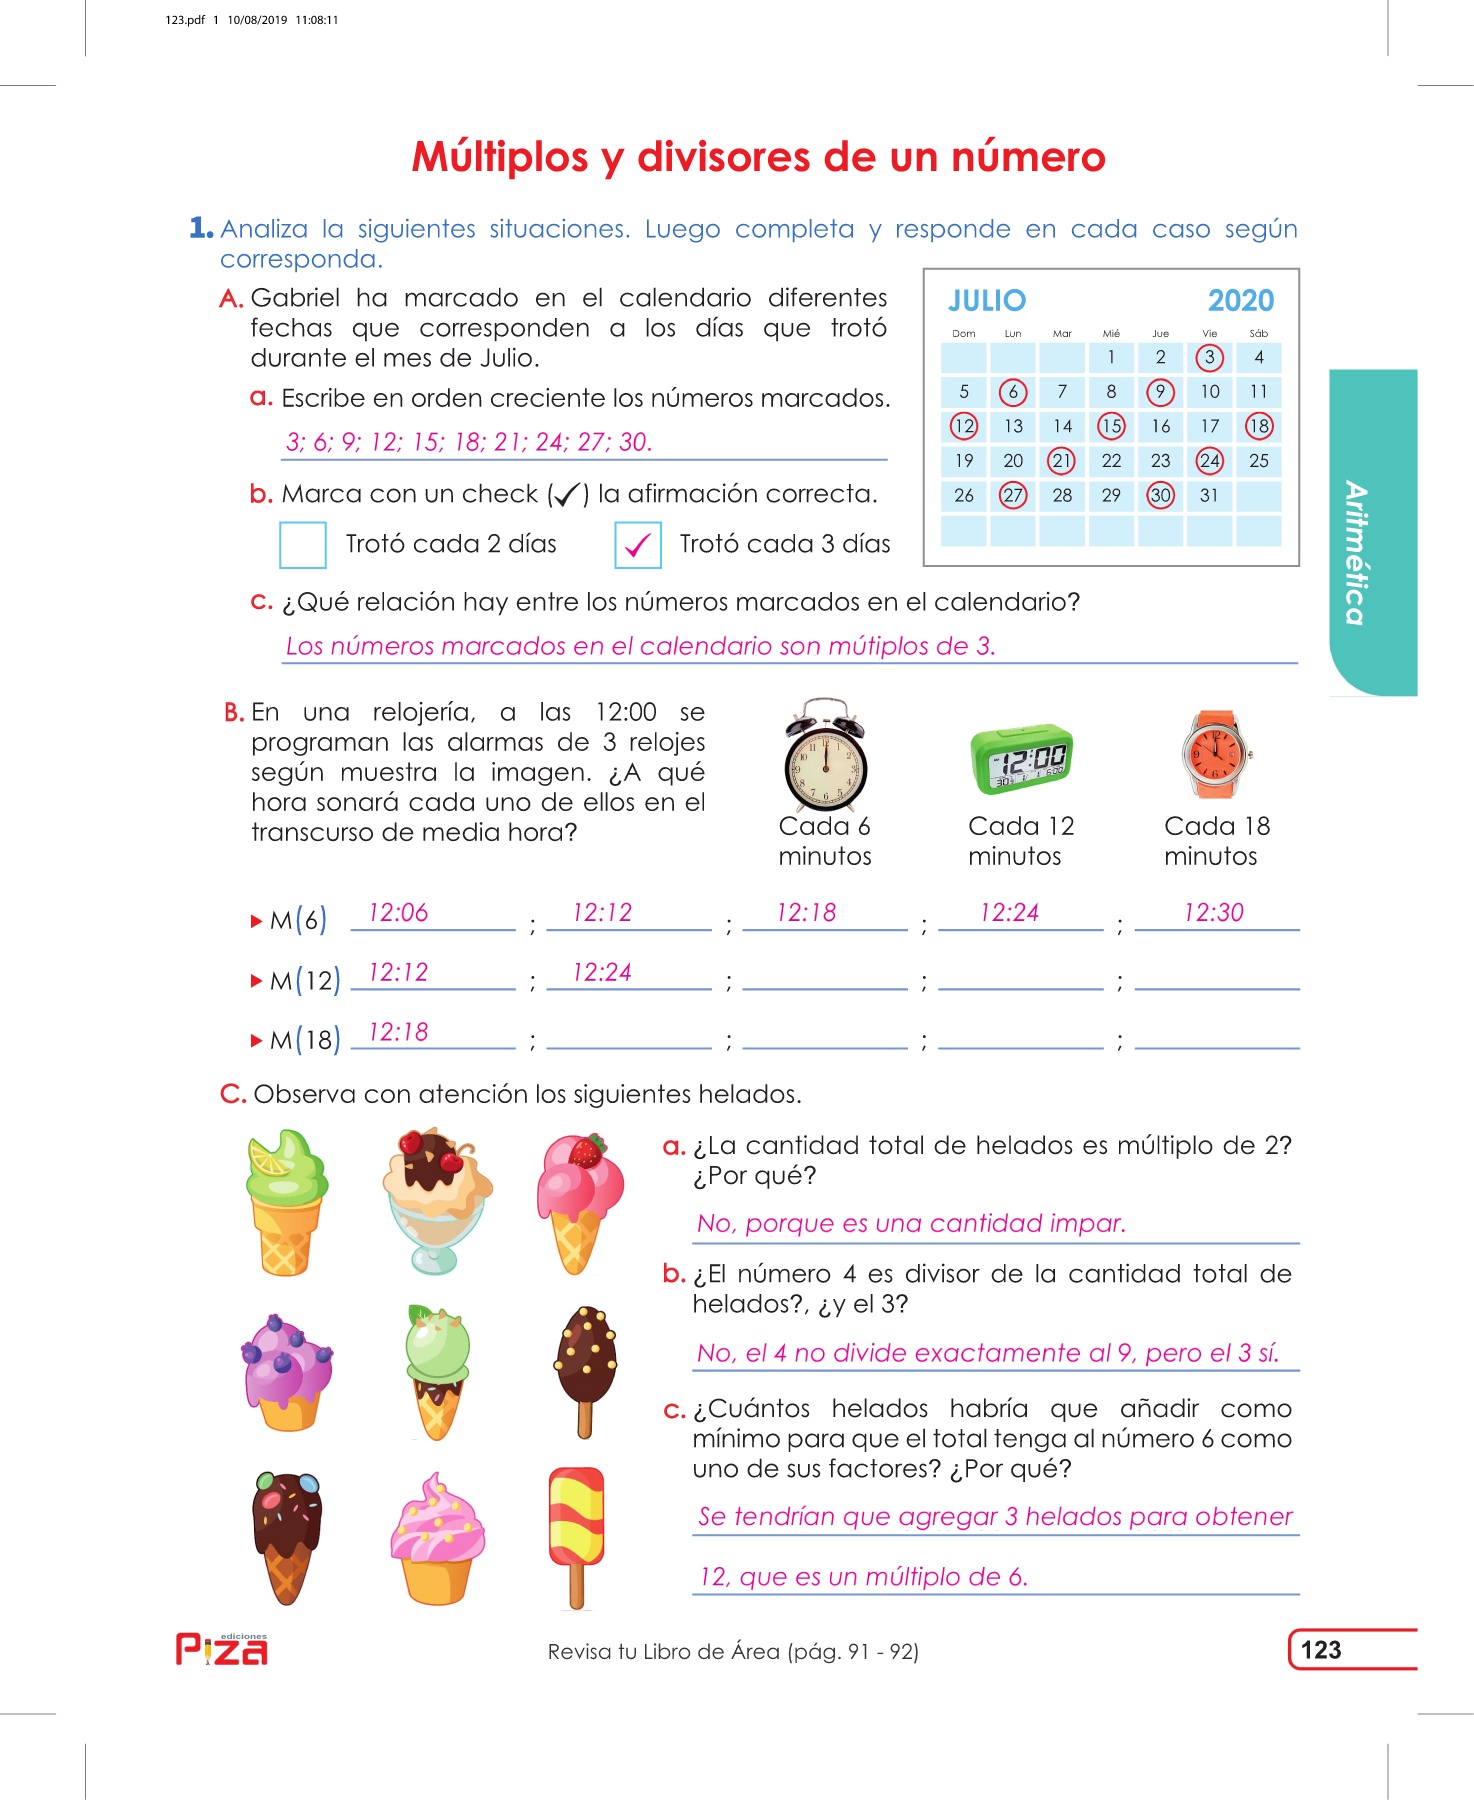 123.pdf 1 10/08/2019 11:08:11
Múltiplos y divisores de un número
1. Analiza la siguientes situaciones. Luego completa y responde en cada caso según
corresponda.
A. Gabriel ha marcado en el calendario diferentes
fechas que corresponden a los días que trotó
durante el mes de Julio.
a. Escribe en orden creciente los números marcados.
3; 6; 9; 12; 15; 18; 21; 24; 27; 30.
b. Marca con un check (✓) la afirmación correcta.
Trotó cada 2 días
✓ Trotó cada 3 días
JULIO 2020
Dom Lun Mar Mié Jue Vie Sáb
1 2 3 4
5 6 7 8 9 10 11
12 13 14 15 16 17 18
19 20 21 22 23 24 25
26 27 28 29 30 31
c. ¿Qué relación hay entre los números marcados en el calendario?
Los números marcados en el calendario son mútiplos de 3.
Aritmética
B. En una relojería, a las 12:00 se
programan las alarmas de 3 relojes
según muestra la imagen. ¿A qué
hora sonará cada uno de ellos en el
transcurso de media hora?
12:00
Cada 6
minutos
Cada 12
minutos
Cada 18
minutos
M(6) 12:06 ; 12:12 ; 12:18 ; 12:24 ; 12:30
M(12) 12:12 ; 12:24 ; ; ;
M(18) 12:18 ; ; ; ;
C. Observa con atención los siguientes helados.
a. ¿La cantidad total de helados es múltiplo de 2?
¿Por qué?
No, porque es una cantidad impar.
b. ¿El número 4 es divisor de la cantidad total de
helados?, ¿y el 3?
No, el 4 no divide exactamente al 9, pero el 3 sí.
c. ¿Cuántos helados habría que añadir como
mínimo para que el total tenga al número 6 como
uno de sus factores? ¿Por qué?
Se tendrían que agregar 3 helados para obtener
12, que es un múltiplo de 6.
ediciones
Piza
Revisa tu Libro de Área (pág. 91 - 92)
123